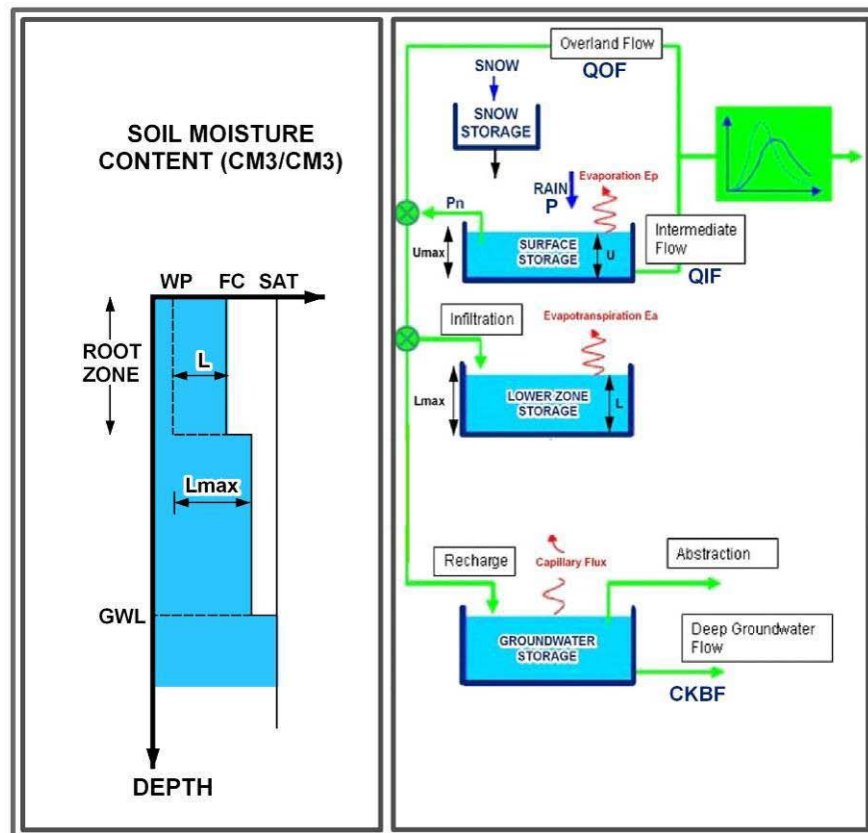 SOIL MOISTURE
CONTENT (CM3/CM3)
WP FC SAT
ROOT
ZONE
L
Lmax
GWL
DEPTH
Overland Flow
QOF
SNOW
SNOW
STORAGE
Evaporation Ep
RAIN
P
Pn
Umax
SURFACE
STORAGE
U
Intermediate
Flow
QIF
Infiltration
Evapotranspiration Ea
Lmax
LOWER ZONE
STORAGE
L
Recharge
Capillary Flux
Abstraction
GROUNDWATER
STORAGE
Deep Groundwater
Flow
CKBF